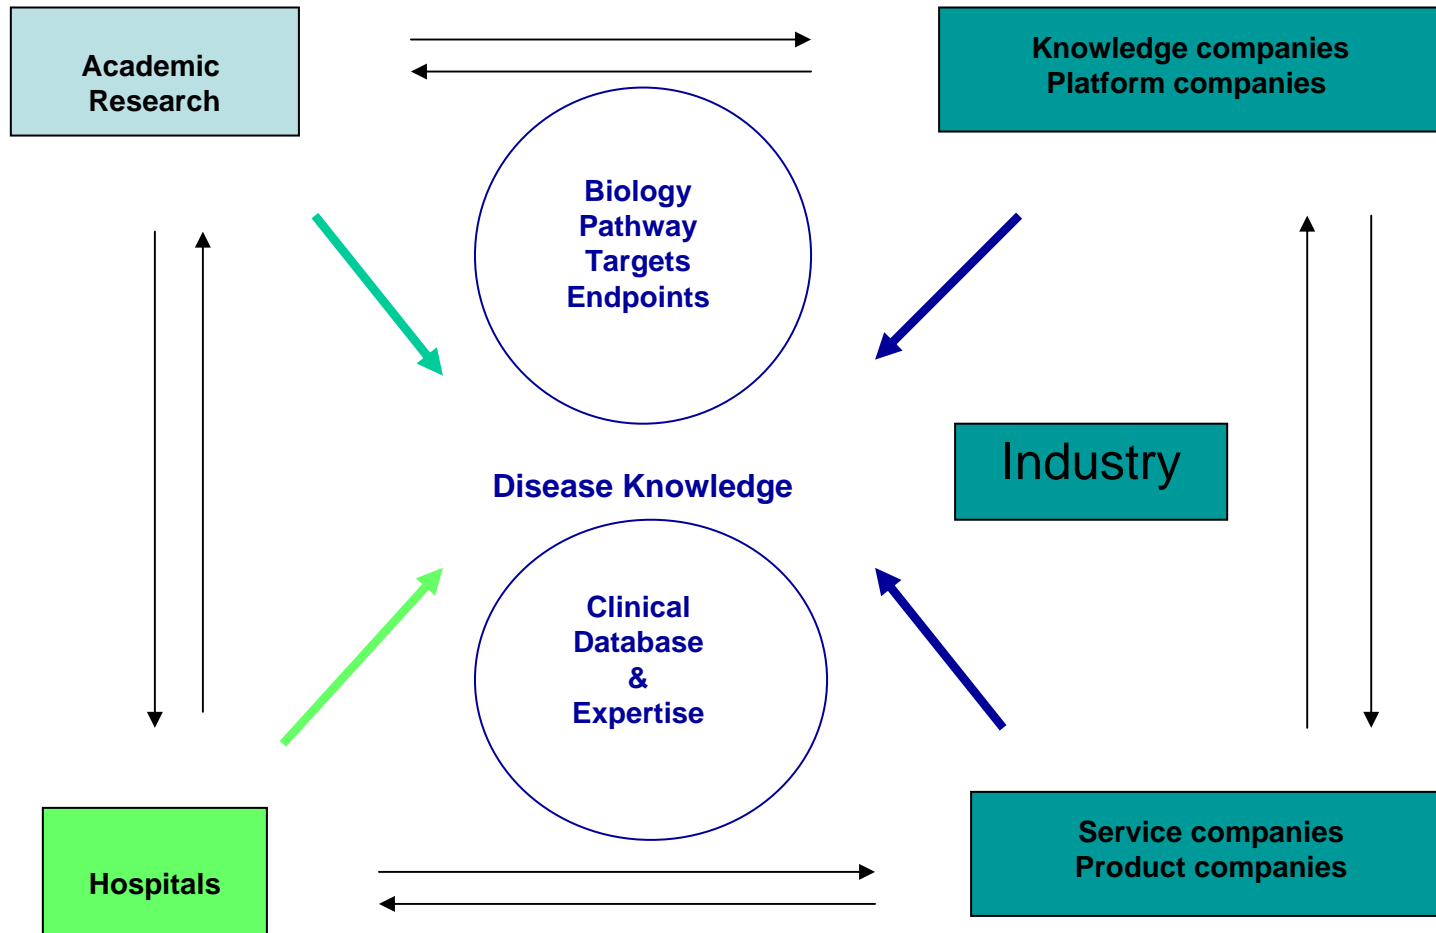 Academic
Research
Knowledge companies
Platform companies
Biology
Pathway
Targets
Endpoints
Industry
Disease Knowledge
Clinical
Database
&
Expertise
Hospitals
Service companies
Product companies